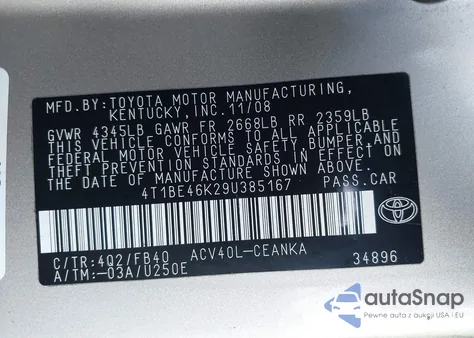 MFD.BY:TOYOTA MOTOR MANUFACTURING,
KENTUCKY, INC. 11/08
GVWR 4345LB GAWR FR 2668LB RR 2359LB
THIS VEHICLE CONFORMS TO ALL APPLICABLE
FEDERAL MOTOR VEHICLE SAFETY, BUMPER, AND
THEFT PREVENTION STANDARDS IN EFFECT ON
THE DATE OF MANUFACTURE SHOWN ABOVE.
4T1BE46K29U385167 PASS.CAR
TOYOTA
C/TR:4Q2/FB40 ACV40L-CEANKA
A/TM:-03A/U250E 34896
autoSnap
Pewne auta z aukcji USA i EU